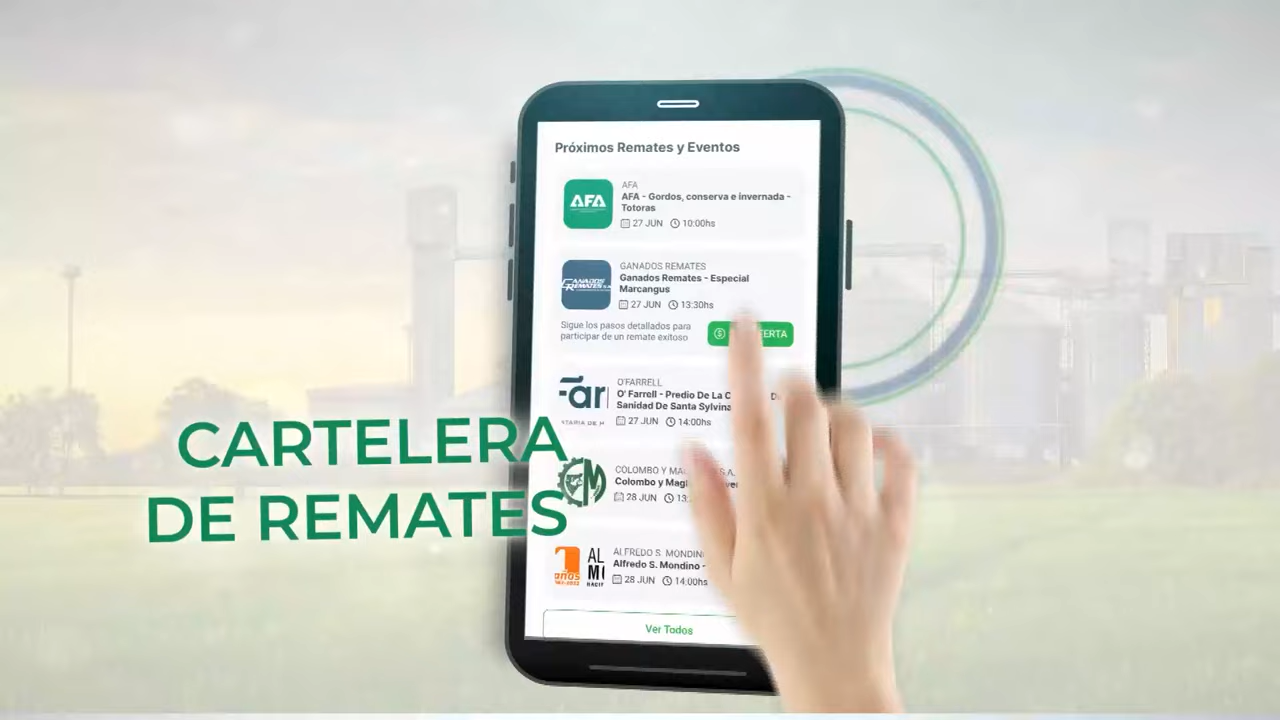 Próximos Remates y Eventos
AFA
AFA
AFA - Gordos, conserva e invernada -
Totoras
27 JUN 10:00hs
GANADOS REMATES
GANADOS
REMATES S.A.
Ganados Remates - Especial
Marcangus
27 JUN 13:30hs
Sigue los pasos detallados para
participar de un remate exitoso
O'FARRELL
O' Farrell - Predio De La
Sanidad De Santa Sylvina
27 JUN 14:00hs
CARTELERA
DE REMATES
COLOMBO Y
Colombo y
28 JUN
ALFREDO S. MONDINO
Alfredo S. Mondino -
28 JUN 14:00hs
Ver Todos